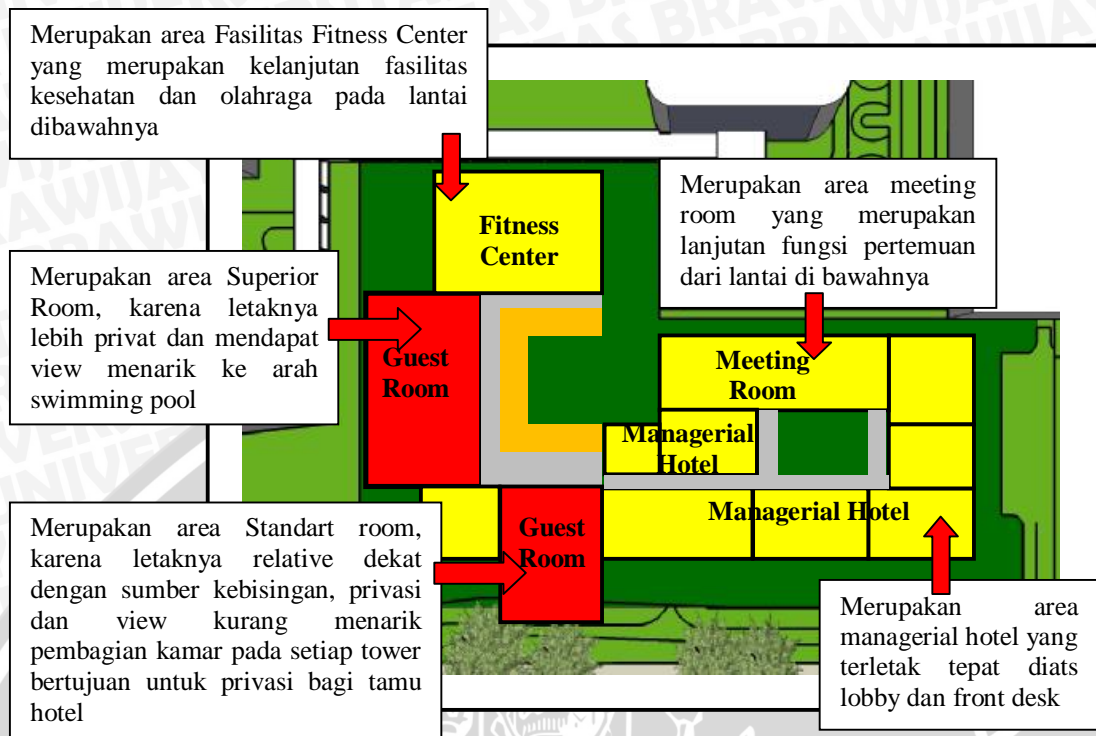 Merupakan area Fasilitas Fitness Center
yang merupakan kelanjutan fasilitas
kesehatan dan olahraga pada lantai
dibawahnya
Merupakan area meeting
room yang merupakan
lanjutan fungsi pertemuan
dari lantai di bawahnya
Fitness
Center
Merupakan area Superior
Room, karena letaknya
lebih privat dan mendapat
view menarik ke arah
swimming pool
Guest
Room
Meeting
Room
Managerial
Hotel
Managerial Hotel
Guest
Room
Merupakan area Standart room,
karena letaknya relative dekat
dengan sumber kebisingan, privasi
dan view kurang menarik
pembagian kamar pada setiap tower
bertujuan untuk privasi bagi tamu
hotel
Merupakan area
managerial hotel yang
terletak tepat diats
lobby dan front desk